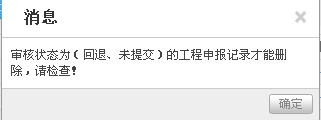 消息
审核状态为（回退、未提交）的工程申报记录才能删
除，请检查！
确定